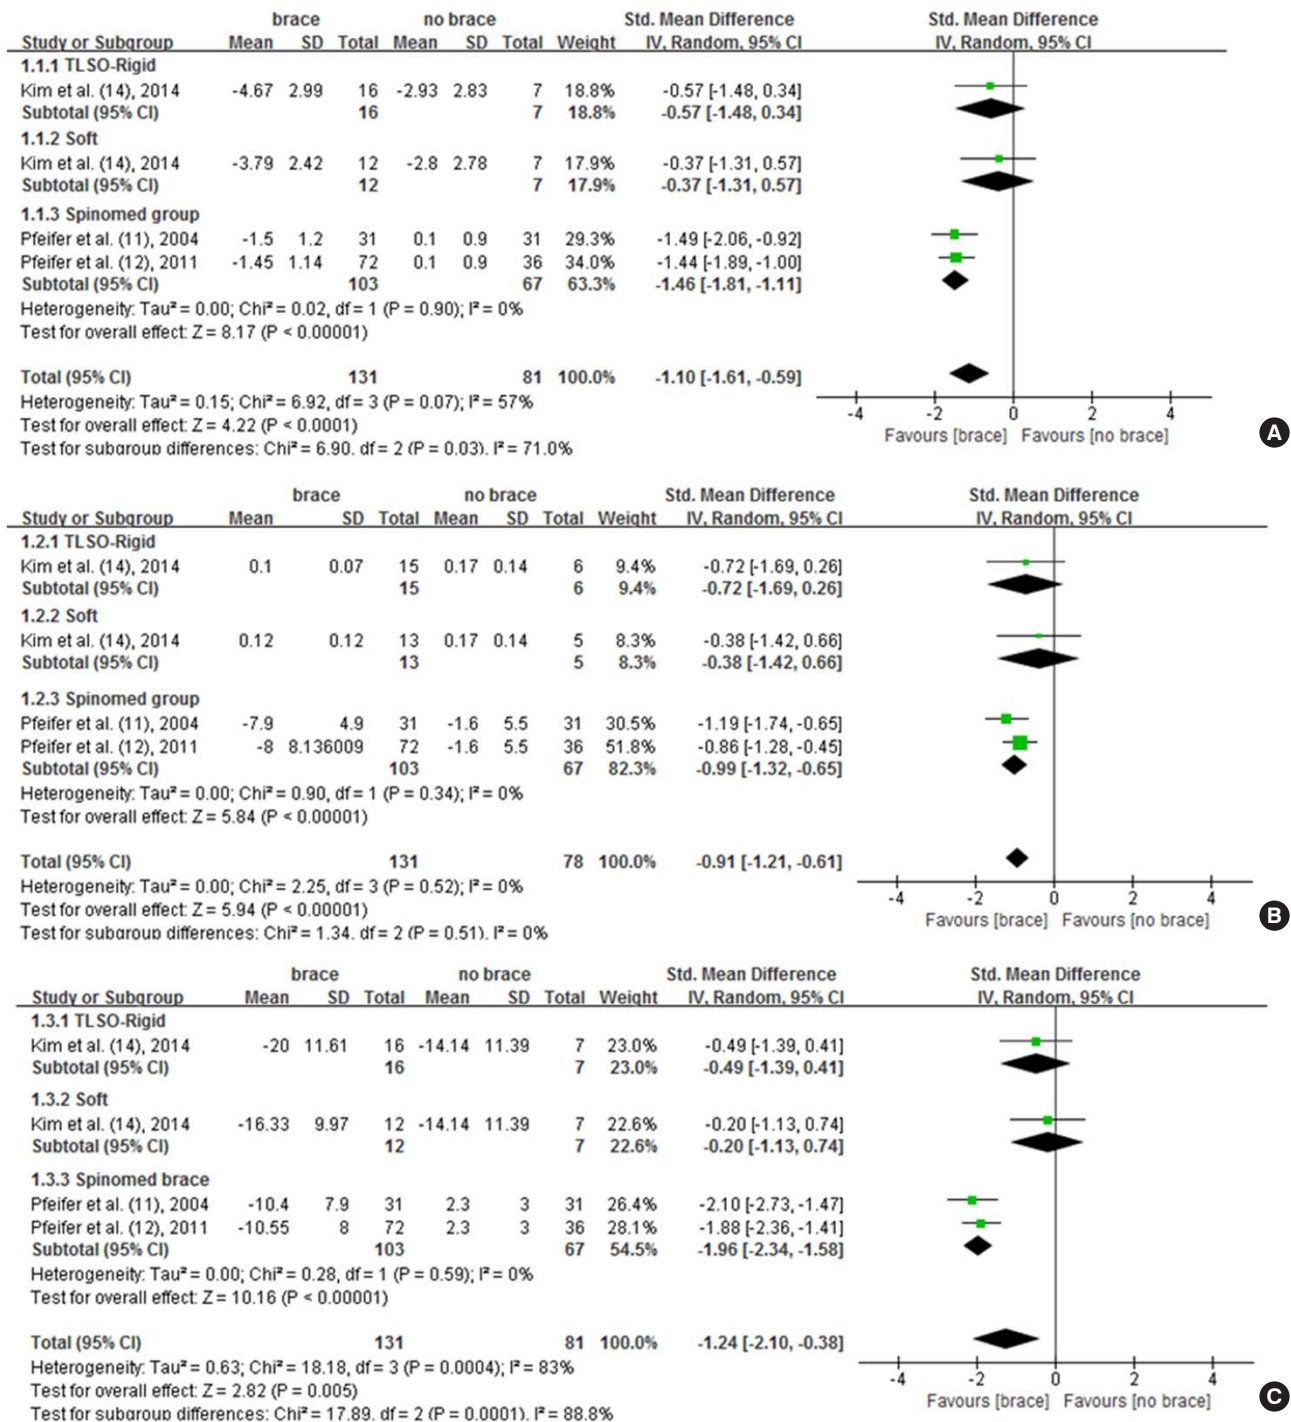 brace no brace Std. Mean Difference Std. Mean Difference
Study or Subgroup Mean SD Total Mean SD Total Weight IV, Random, 95% CI IV, Random, 95% CI
1.1.1 TLSO-Rigid
Kim et al. (14), 2014 -4.67 2.99 16 -2.93 2.83 7 18.8% -0.57 [-1.48, 0.34]
Subtotal (95% CI) 16 7 18.8% -0.57 [-1.48, 0.34]
1.1.2 Soft
Kim et al. (14), 2014 -3.79 2.42 12 -2.8 2.78 7 17.9% -0.37 [-1.31, 0.57]
Subtotal (95% CI) 12 7 17.9% -0.37 [-1.31, 0.57]
1.1.3 Spinomed group
Pfeifer et al. (11), 2004 -1.5 1.2 31 0.1 0.9 31 29.3% -1.49 [-2.06, -0.92]
Pfeifer et al. (12), 2011 -1.45 1.14 72 0.1 0.9 36 34.0% -1.44 [-1.89, -1.00]
Subtotal (95% CI) 103 67 63.3% -1.46 [-1.81, -1.11]
Heterogeneity: Tau² = 0.00; Chi² = 0.02, df = 1 (P = 0.90); I² = 0%
Test for overall effect: Z = 8.17 (P < 0.00001)
Total (95% CI) 131 81 100.0% -1.10 [-1.61, -0.59]
Heterogeneity: Tau² = 0.15; Chi² = 6.92, df = 3 (P = 0.07); I² = 57%
Test for overall effect: Z = 4.22 (P < 0.0001)
Test for subgroup differences: Chi² = 6.90, df = 2 (P = 0.03), I² = 71.0%
-4 -2 0 2 4
Favours [brace] Favours [no brace]
A
brace no brace Std. Mean Difference Std. Mean Difference
Study or Subgroup Mean SD Total Mean SD Total Weight IV, Random, 95% CI IV, Random, 95% CI
1.2.1 TLSO-Rigid
Kim et al. (14), 2014 0.1 0.07 15 0.17 0.14 6 9.4% -0.72 [-1.69, 0.26]
Subtotal (95% CI) 15 6 9.4% -0.72 [-1.69, 0.26]
1.2.2 Soft
Kim et al. (14), 2014 0.12 0.12 13 0.17 0.14 5 8.3% -0.38 [-1.42, 0.66]
Subtotal (95% CI) 13 5 8.3% -0.38 [-1.42, 0.66]
1.2.3 Spinomed group
Pfeifer et al. (11), 2004 -7.9 4.9 31 -1.6 5.5 31 30.5% -1.19 [-1.74, -0.65]
Pfeifer et al. (12), 2011 -8 8.136009 72 -1.6 5.5 36 51.8% -0.86 [-1.28, -0.45]
Subtotal (95% CI) 103 67 82.3% -0.99 [-1.32, -0.65]
Heterogeneity: Tau² = 0.00; Chi² = 0.90, df = 1 (P = 0.34); I² = 0%
Test for overall effect: Z = 5.84 (P < 0.00001)
Total (95% CI) 131 78 100.0% -0.91 [-1.21, -0.61]
Heterogeneity: Tau² = 0.00; Chi² = 2.25, df = 3 (P = 0.52); I² = 0%
Test for overall effect: Z = 5.94 (P < 0.00001)
Test for subgroup differences: Chi² = 1.34, df = 2 (P = 0.51), I² = 0%
-4 -2 0 2 4
Favours [brace] Favours [no brace]
B
brace no brace Std. Mean Difference Std. Mean Difference
Study or Subgroup Mean SD Total Mean SD Total Weight IV, Random, 95% CI IV, Random, 95% CI
1.3.1 TLSO-Rigid
Kim et al. (14), 2014 -20 11.61 16 -14.14 11.39 7 23.0% -0.49 [-1.39, 0.41]
Subtotal (95% CI) 16 7 23.0% -0.49 [-1.39, 0.41]
1.3.2 Soft
Kim et al. (14), 2014 -16.33 9.97 12 -14.14 11.39 7 22.6% -0.20 [-1.13, 0.74]
Subtotal (95% CI) 12 7 22.6% -0.20 [-1.13, 0.74]
1.3.3 Spinomed brace
Pfeifer et al. (11), 2004 -10.4 7.9 31 2.3 3 31 26.4% -2.10 [-2.73, -1.47]
Pfeifer et al. (12), 2011 -10.55 8 72 2.3 3 36 28.1% -1.88 [-2.36, -1.41]
Subtotal (95% CI) 103 67 54.5% -1.96 [-2.34, -1.58]
Heterogeneity: Tau² = 0.00; Chi² = 0.28, df = 1 (P = 0.59); I² = 0%
Test for overall effect: Z = 10.16 (P < 0.00001)
Total (95% CI) 131 81 100.0% -1.24 [-2.10, -0.38]
Heterogeneity: Tau² = 0.63; Chi² = 18.18, df = 3 (P = 0.0004); I² = 83%
Test for overall effect: Z = 2.82 (P = 0.005)
Test for subgroup differences: Chi² = 17.89, df = 2 (P = 0.0001), I² = 88.8%
-4 -2 0 2 4
Favours [brace] Favours [no brace]
C